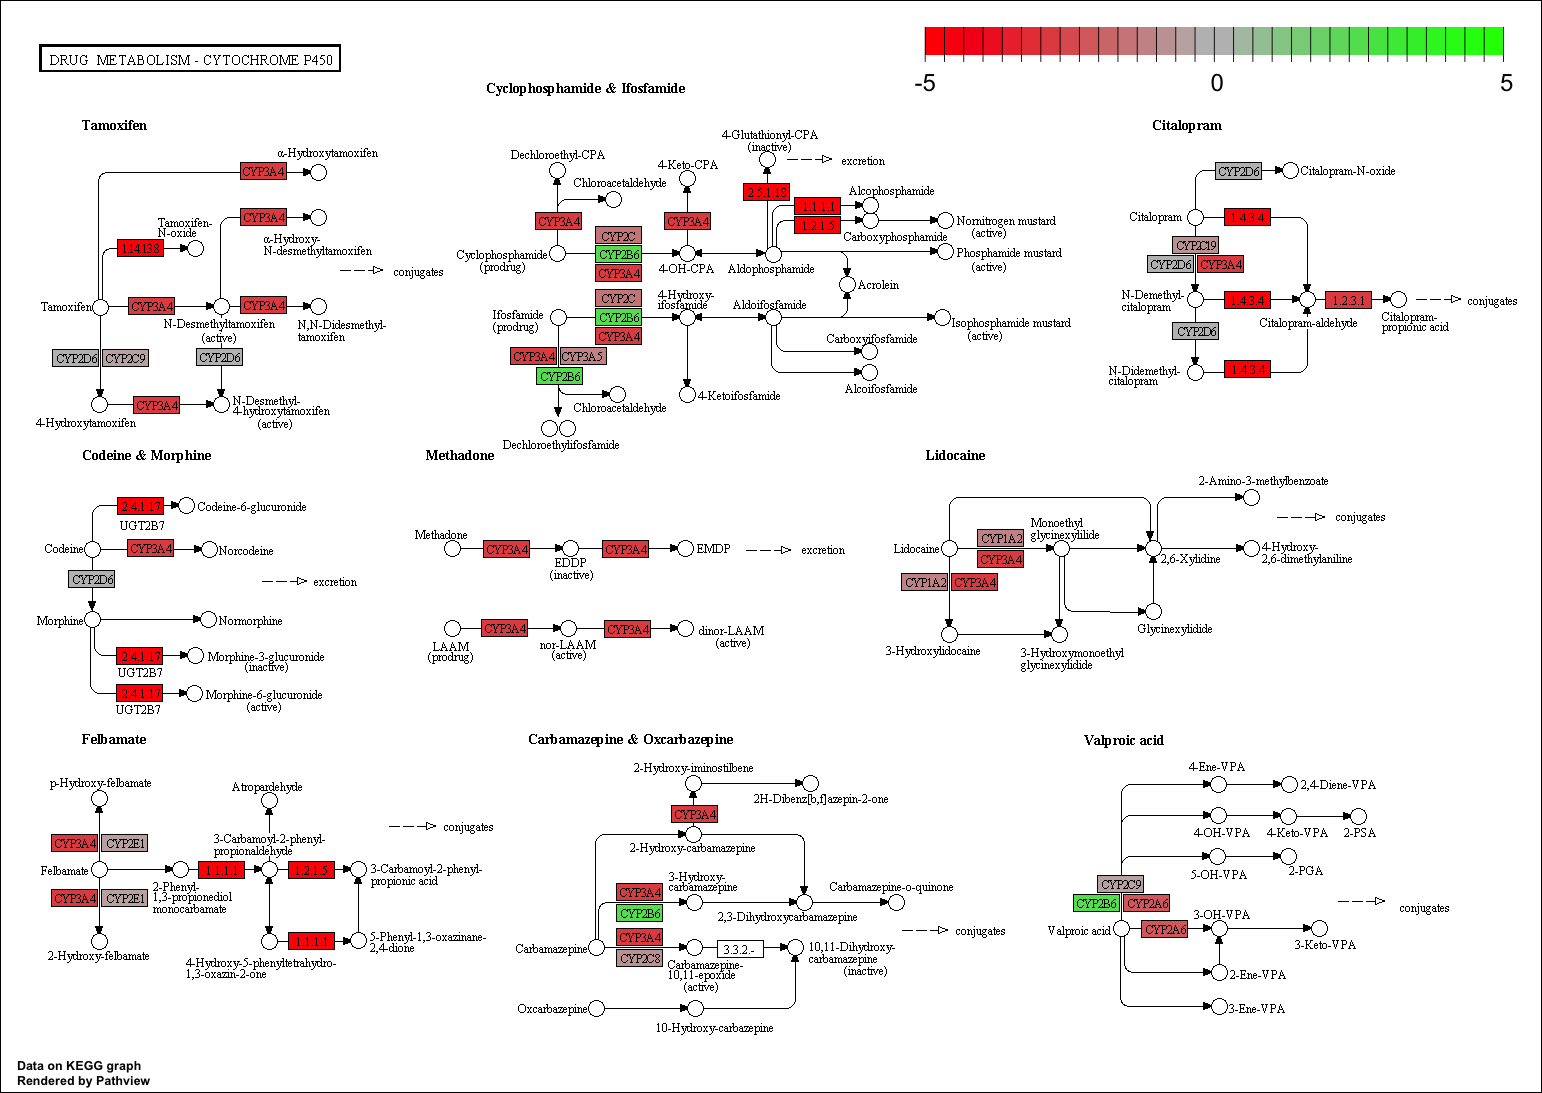 DRUG METABOLISM - CYTOCHROME P450
-5
0
5
Tamoxifen
α-Hydroxytamoxifen
CYP3A4
CYP3A4
α-Hydroxy-
N-desmethyltamoxifen
Tamoxifen-
N-oxide
1.14.13.8
conjugates
Tamoxifen
CYP3A4
CYP3A4
N-Desmethyltamoxifen
(active)
N,N-Didesmethyl-
tamoxifen
CYP2D6
CYP2C9
CYP2D6
CYP3A4
4-Hydroxytamoxifen
N-Desmethyl-
4-hydroxytamoxifen
(active)
Cyclophosphamide & Ifosfamide
Dechloroethyl-CPA
Chloroacetaldehyde
4-Keto-CPA
4-Glutathionyl-CPA
(inactive)
excretion
2.5.1.18
Alcophosphamide
1.1.1.1
1.2.1.5
Carboxyphosphamide
Nornitrogen mustard
(active)
CYP3A4
CYP3A4
CYP2C
CYP2B6
CYP3A4
Cyclophosphamide
(prodrug)
4-OH-CPA
Aldophosphamide
Phosphamide mustard
(active)
Acrolein
CYP2C
CYP2B6
CYP3A4
Ifosfamide
(prodrug)
4-Hydroxy-
ifosfamide
Aldoifosfamide
Isophosphamide mustard
(active)
CYP3A4
CYP3A5
CYP2B6
Carboxyifosfamide
Alcoifosfamide
4-Ketoifosfamide
Chloroacetaldehyde
Dechloroethylifosfamide
Citalopram
CYP2D6
Citalopram-N-oxide
Citalopram
1.4.3.4
CYP2C19
CYP2D6
CYP3A4
N-Demethyl-
citalopram
1.4.3.4
1.2.3.1
conjugates
Citalopram-aldehyde
Citalopram-
propionic acid
CYP2D6
N-Didemethyl-
citalopram
1.4.3.4
Codeine & Morphine
2.4.1.17
UGT2B7
Codeine-6-glucuronide
Codeine
CYP3A4
Norcodeine
CYP2D6
excretion
Morphine
Normorphine
2.4.1.17
UGT2B7
Morphine-3-glucuronide
(inactive)
2.4.1.17
UGT2B7
Morphine-6-glucuronide
(active)
Methadone
Methadone
CYP3A4
CYP3A4
EMDP
excretion
EDDP
(inactive)
CYP3A4
CYP3A4
LAAM
(prodrug)
nor-LAAM
(active)
dinor-LAAM
(active)
Lidocaine
2-Amino-3-methylbenzoate
conjugates
Lidocaine
CYP1A2
CYP3A4
Monoethyl
glycinexylilide
2,6-Xylidine
4-Hydroxy-
2,6-dimethylaniline
CYP1A2
CYP3A4
Glycinexylidide
3-Hydroxylidocaine
3-Hydroxymonoethyl
glycinexylidide
Felbamate
p-Hydroxy-felbamate
Atropardehyde
conjugates
CYP3A4
CYP2E1
3-Carbamoyl-2-phenyl-
propionaldehyde
Felbamate
1.1.1.1
1.2.1.5
3-Carbamoyl-2-phenyl-
propionic acid
CYP3A4
CYP2E1
2-Phenyl-
1,3-propionediol
monocarbamate
1.1.1.1
5-Phenyl-1,3-oxazinane-
2,4-dione
2-Hydroxy-felbamate
4-Hydroxy-5-phenyltetrahydro-
1,3-oxazin-2-one
Carbamazepine & Oxcarbazepine
2-Hydroxy-iminostilbene
2H-Dibenz[b,f]azepin-2-one
CYP3A4
2-Hydroxy-carbamazepine
CYP3A4
CYP2B6
3-Hydroxy-
carbamazepine
Carbamazepine-o-quinone
2,3-Dihydroxycarbamazepine
conjugates
Carbamazepine
CYP3A4
CYP2C8
3.3.2.-
Carbamazepine-
10,11-epoxide
(active)
10,11-Dihydroxy-
carbamazepine
(inactive)
Oxcarbazepine
10-Hydroxy-carbazepine
Valproic acid
4-Ene-VPA
2,4-Diene-VPA
4-OH-VPA
4-Keto-VPA
2-PSA
5-OH-VPA
2-PGA
CYP2C9
CYP2B6
CYP2A6
conjugates
Valproic acid
CYP2A6
3-OH-VPA
3-Keto-VPA
2-Ene-VPA
3-Ene-VPA
Data on KEGG graph
Rendered by Pathview